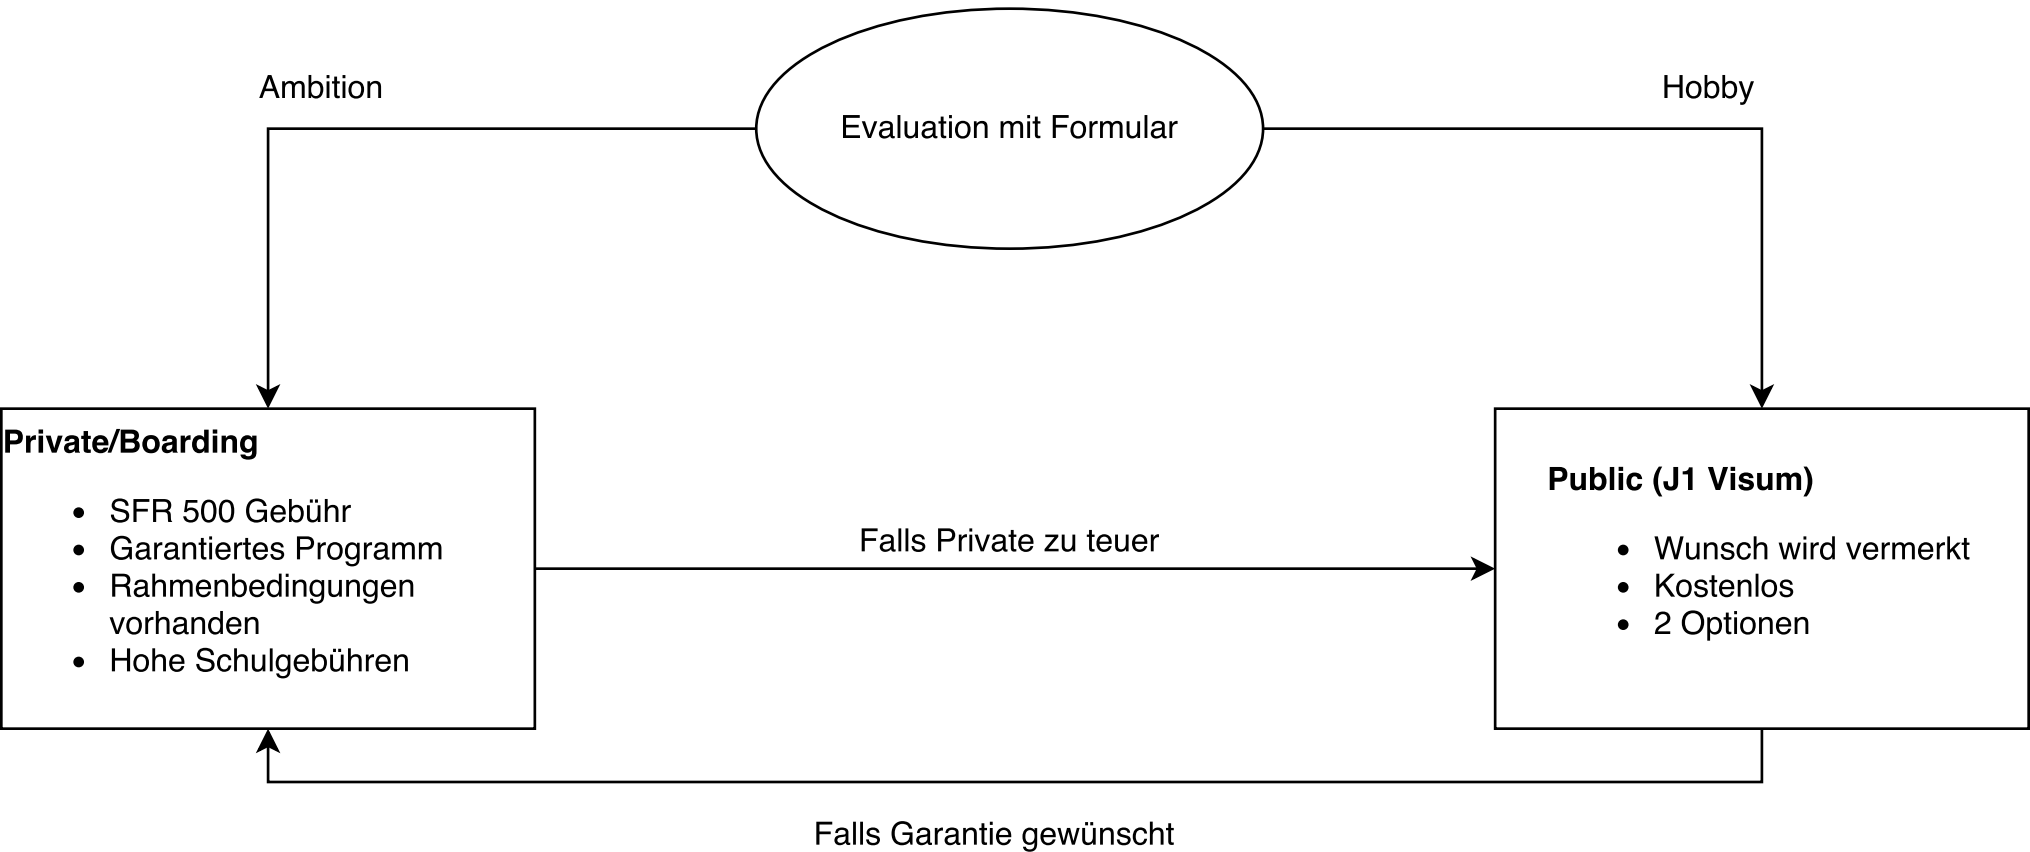 Ambition
Evaluation mit Formular
Hobby
Private/Boarding
SFR 500 Gebühr
Garantiertes Programm
Rahmenbedingungen
vorhanden
Hohe Schulgebühren
Falls Private zu teuer
Public (J1 Visum)
Wunsch wird vermerkt
Kostenlos
2 Optionen
Falls Garantie gewünscht